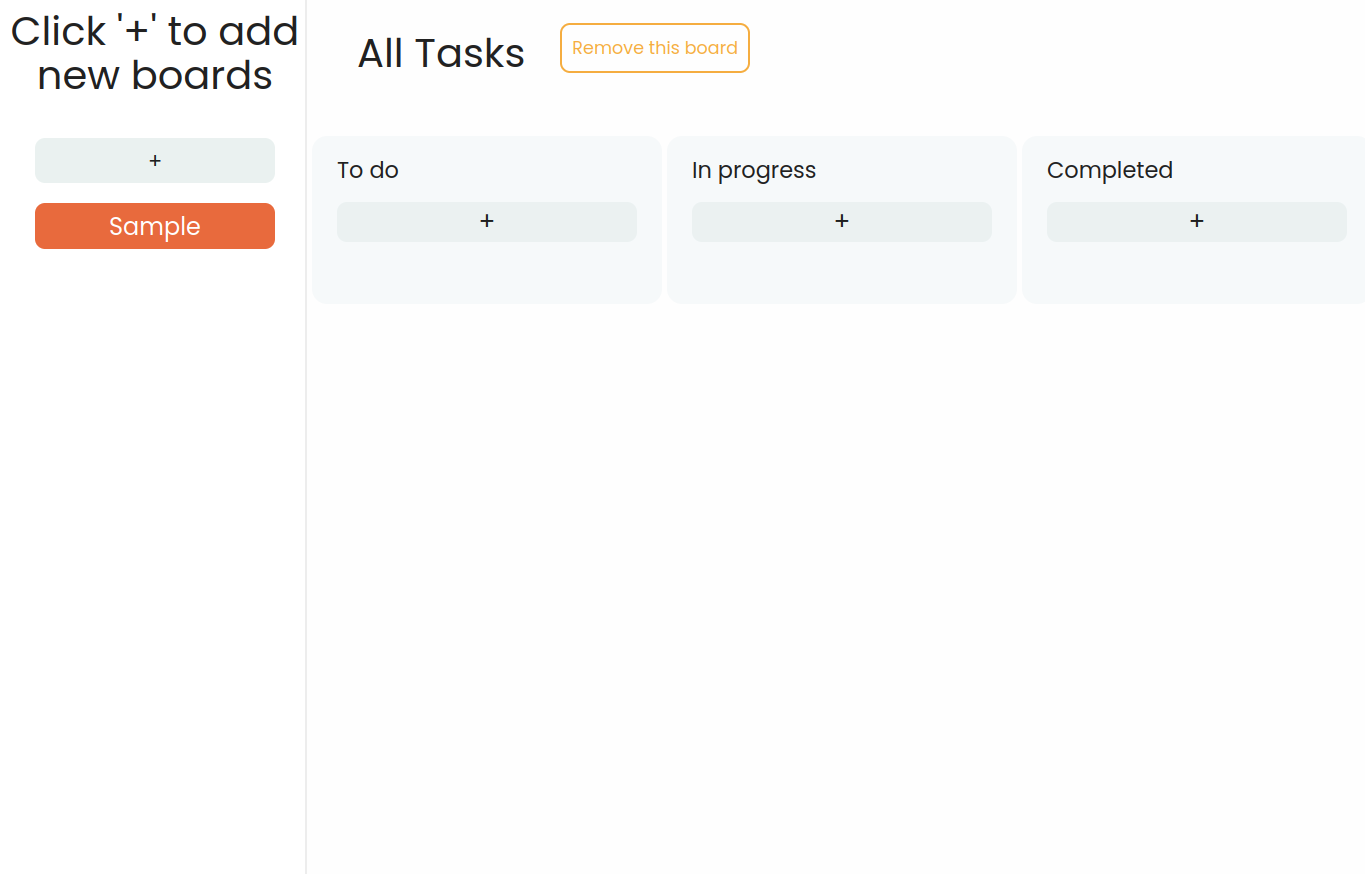 Click '+' to add
new boards
+
Sample
All Tasks
Remove this board
To do
+
In progress
+
Completed
+